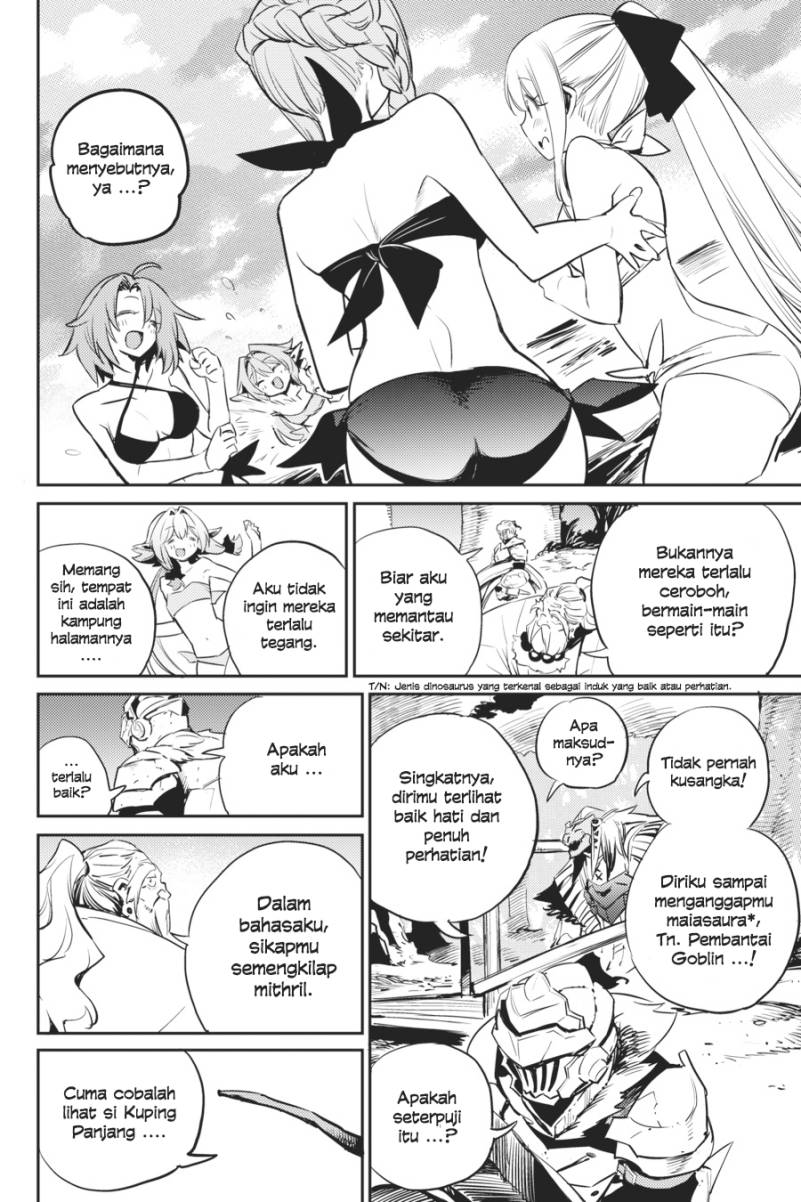 Bagaimana
menyebutnya,
ya ...?
Bukannya
mereka terlalu
ceroboh,
bermain-main
seperti itu?
Biar aku
yang
memantau
sekitar.
Aku tidak
ingin mereka
terlalu
tegang.
Memang
sih, tempat
ini adalah
kampung
halamannya
....
T/N: Jenis dinosaurus yang terkenal sebagai induk yang baik atau perhatian.
Tidak pernah
kusangka!
Diriku sampai
menganggapmu
maiasaura*,
Tn. Pembantai
Goblin ...!
Apa
maksud-
nya?
Singkatnya,
dirimu terlihat
baik hati dan
penuh
perhatian!
Apakah
seterpuji
itu ...?
Apakah
aku ...
...
terlalu
baik?
Dalam
bahasaku,
sikapmu
semengkilap
mithril.
Cuma cobalah
lihat si Kuping
Panjang ....